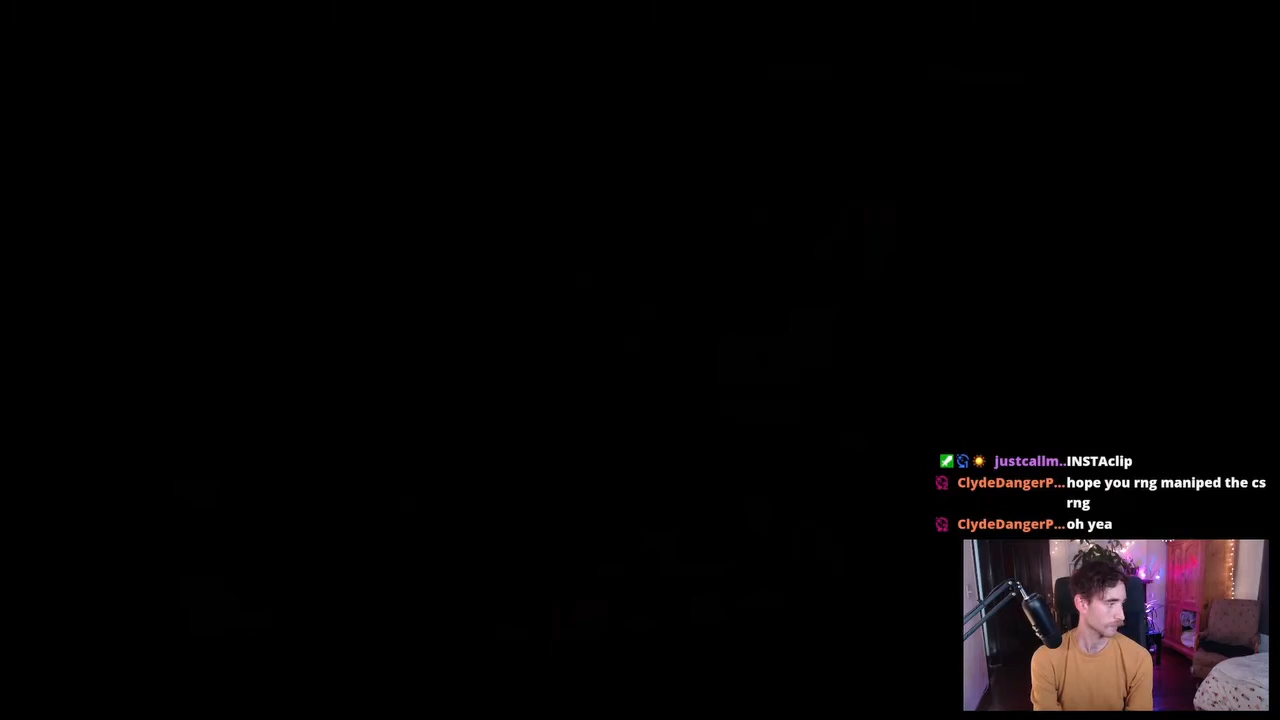 justcallm..INSTAclip
ClydeDangerP...hope you rng maniped the cs
rng
ClydeDangerP...oh yea